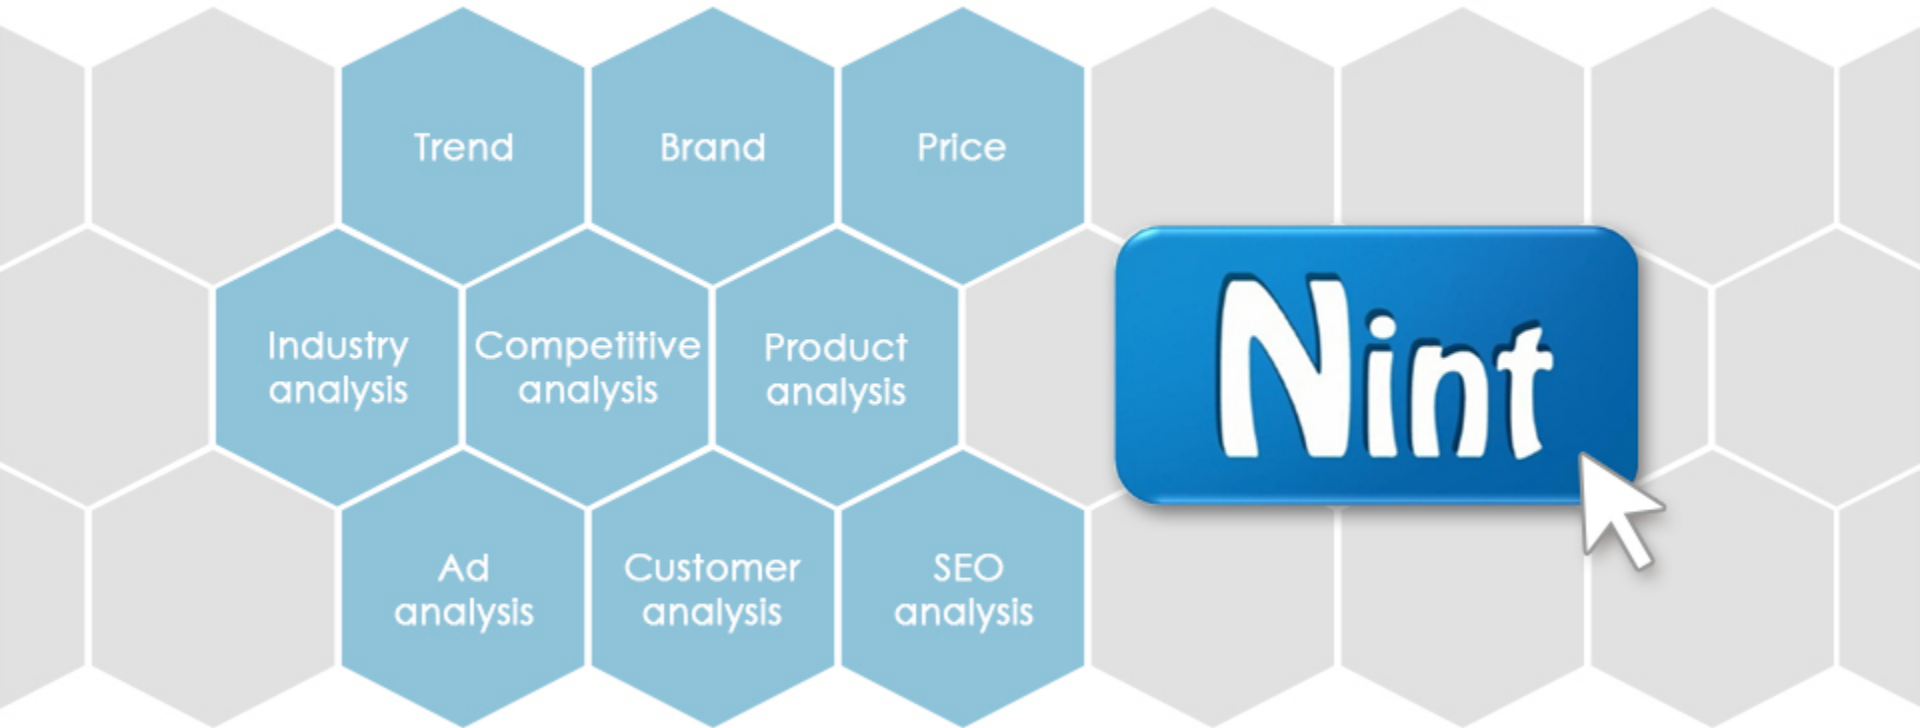 Trend
Brand
Price
Industry
analysis
Competitive
analysis
Product
analysis
Nint
Ad
analysis
Customer
analysis
SEO
analysis